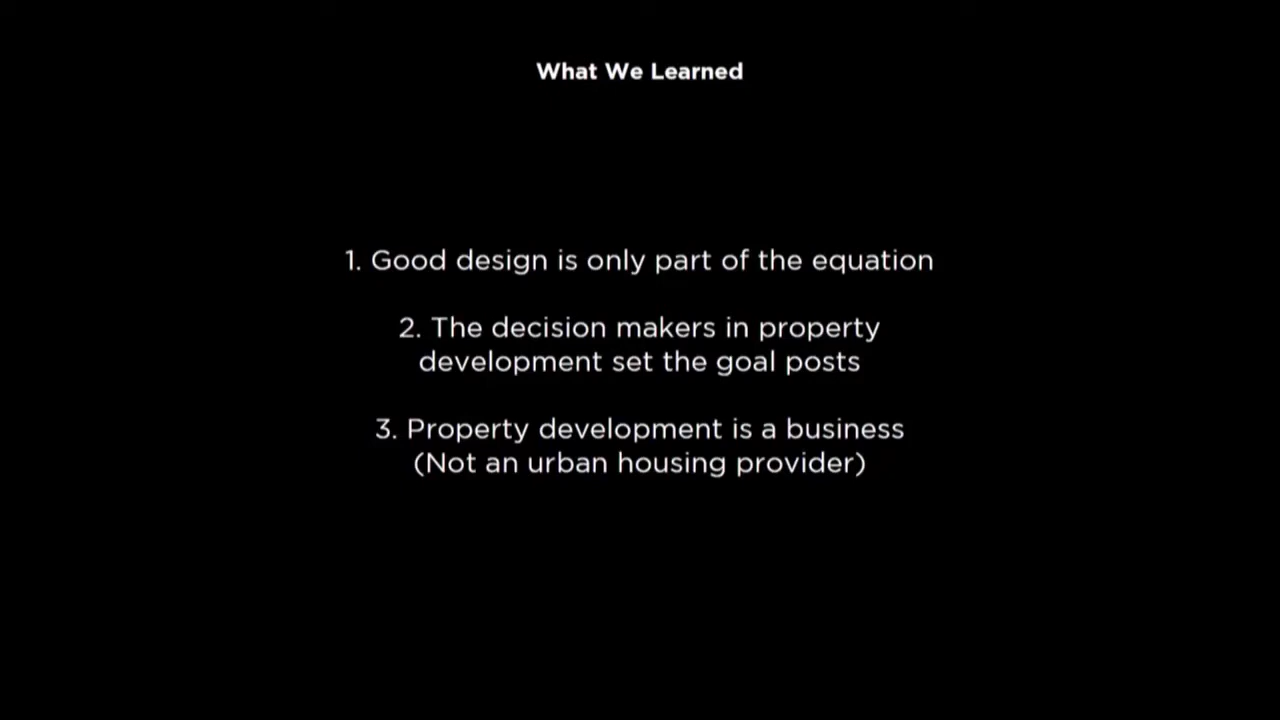 What We Learned
1. Good design is only part of the equation
2. The decision makers in property
development set the goal posts
3. Property development is a business
(Not an urban housing provider)